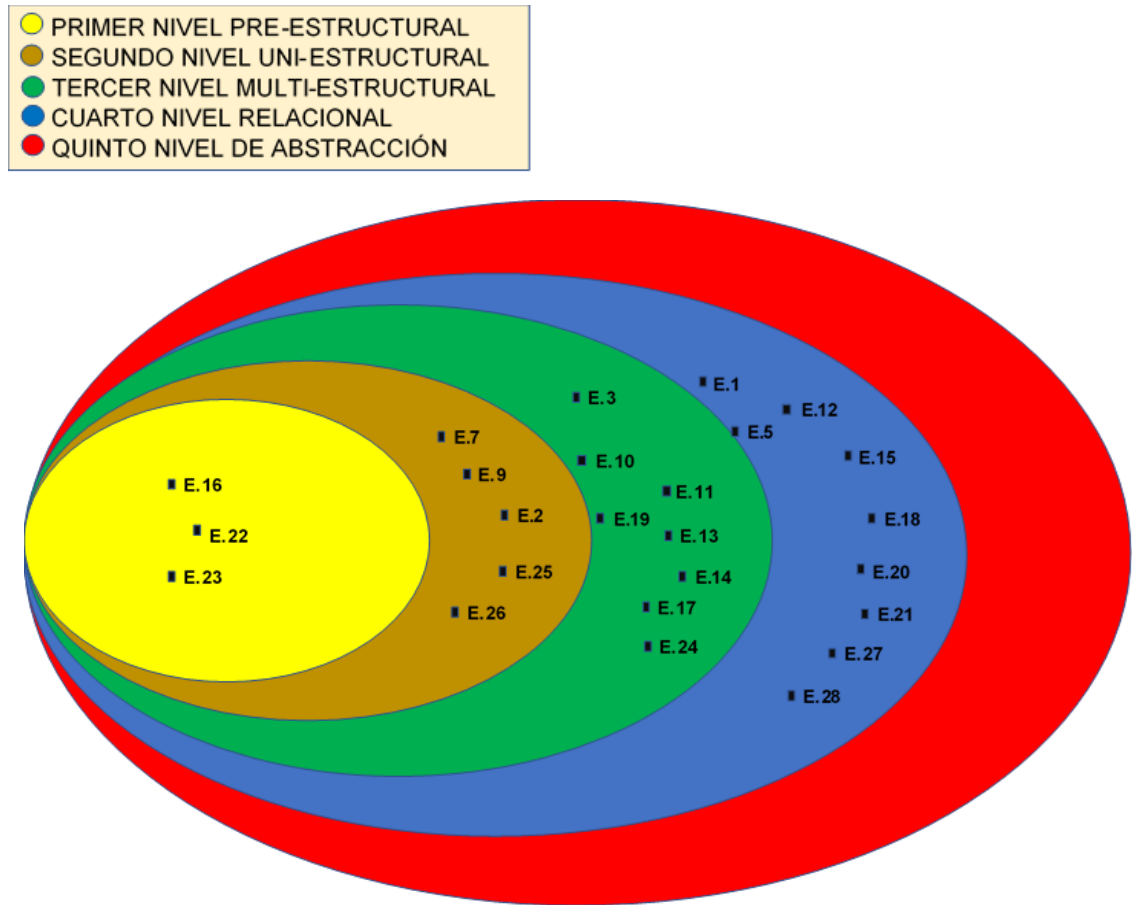 PRIMER NIVEL PRE-ESTRUCTURAL
SEGUNDO NIVEL UNI-ESTRUCTURAL
TERCER NIVEL MULTI-ESTRUCTURAL
CUARTO NIVEL RELACIONAL
QUINTO NIVEL DE ABSTRACCIÓN
E.1
E.3
E.12
E.5
E.7
E.15
E.10
E.9
E.16
E.11
E.2
E.19
E.18
E.22
E.13
E.20
E.25
E.23
E.14
E.17
E.26
E.21
E.24
E.27
E.28